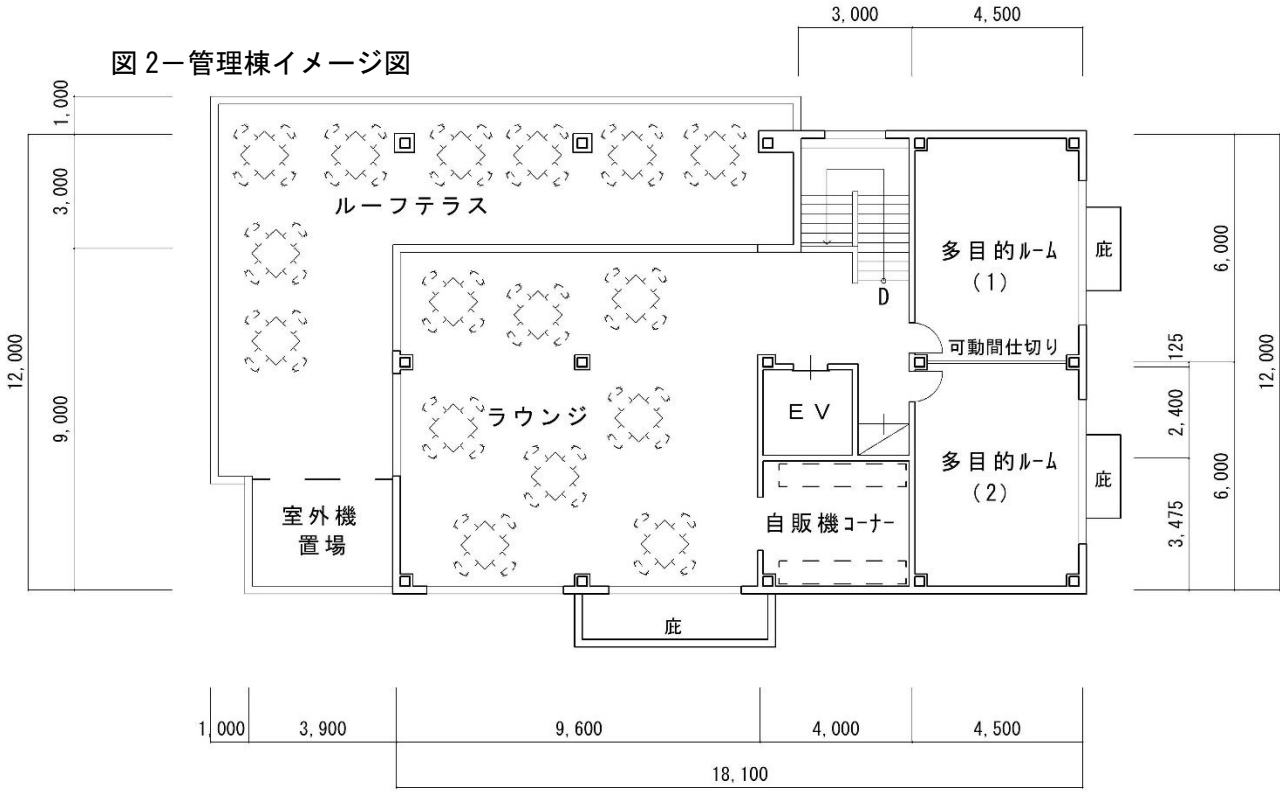 3,000
4,500
図 2－管理棟イメージ図
1,000
3,000
9,000
12,000
ルーフテラス
多目的ﾙｰﾑ
(1)
庇
6,000
D
可動間仕切り
125
12,000
ラウンジ
EV
2,400
多目的ﾙｰﾑ
(2)
庇
6,000
室外機
置場
自販機ｺｰﾅｰ
3,475
庇
1,000
3,900
9,600
4,000
4,500
18,100